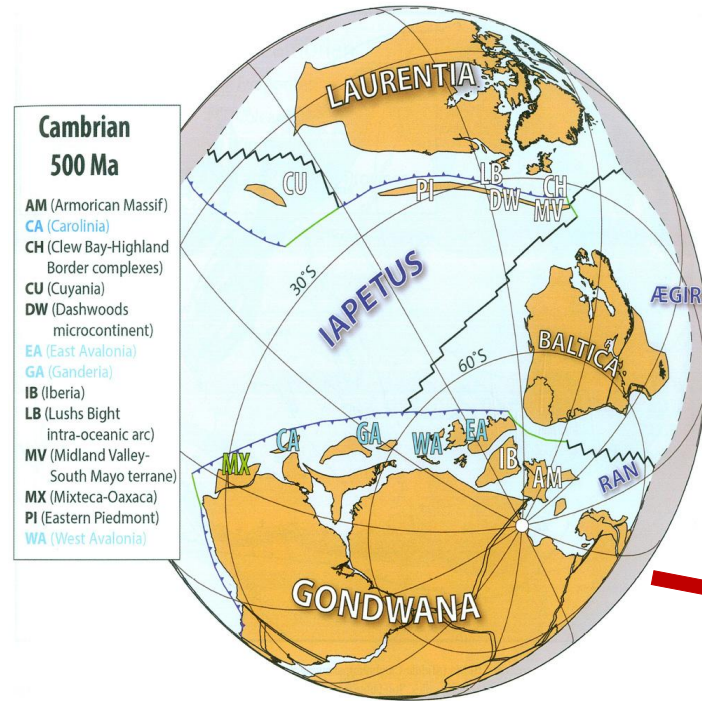 Cambrian
500 Ma
AM (Armorican Massif)
CA (Carolinia)
CH (Clew Bay-Highland
Border complexes)
CU (Cuyania)
DW (Dashwoods
microcontinent)
EA (East Avalonia)
GA (Ganderia)
IB (Iberia)
LB (Lushs Bight
intra-oceanic arc)
MV (Midland Valley-
South Mayo terrane)
MX (Mixteca-Oaxaca)
PI (Eastern Piedmont)
WA (West Avalonia)
LAURENTIA
CU
PI
LB
DW
CH
MV
30°S
IAPETUS
ÆGIR
BALTICA
60°S
MX
CA
GA
WA
EA
IB
AM
RAN
GONDWANA